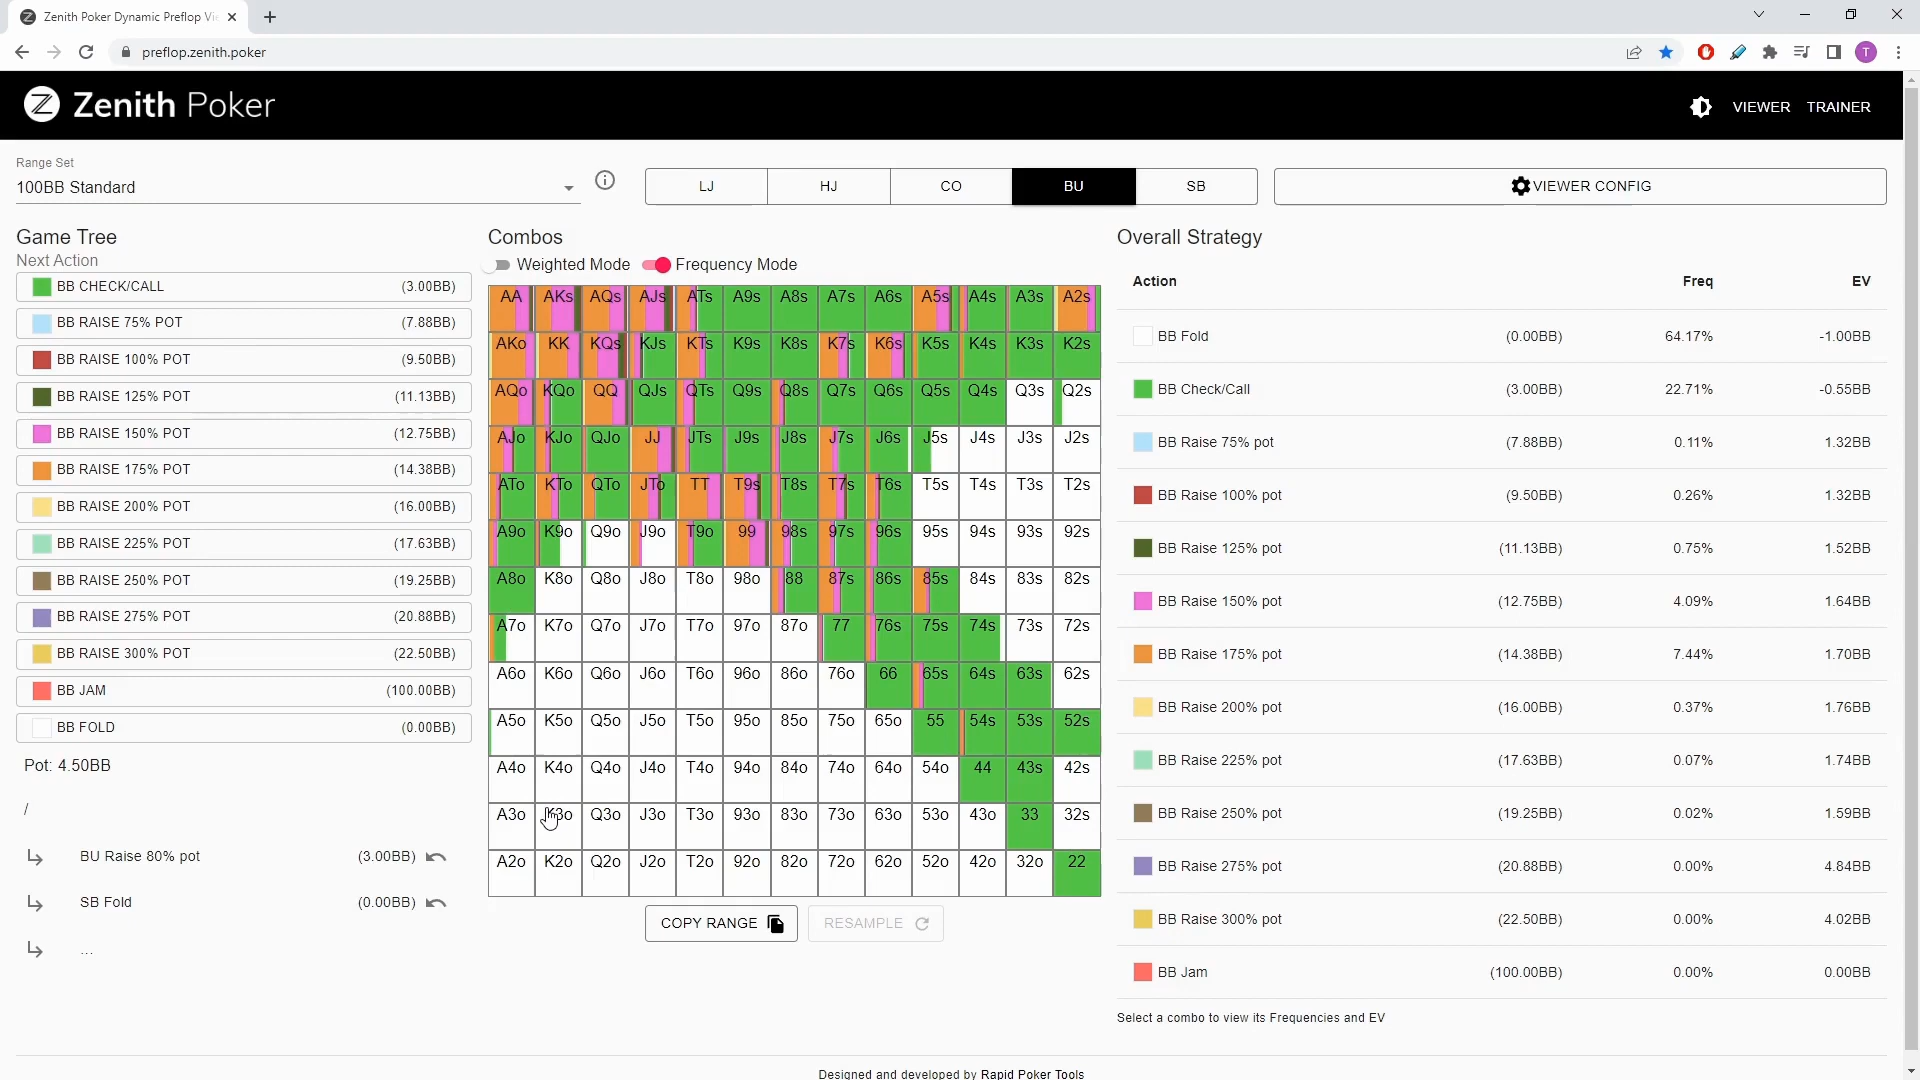 Zenith Poker Dynamic Preflop Vi
preflop.zenith.poker
T
Zenith Poker
VIEWER TRAINER
Range Set
100BB Standard
LJ HJ CO BU SB
VIEWER CONFIG
Game Tree
Next Action
BB CHECK/CALL (3.00BB)
BB RAISE 75% POT (7.88BB)
BB RAISE 100% POT (9.50BB)
BB RAISE 125% POT (11.13BB)
BB RAISE 150% POT (12.75BB)
BB RAISE 175% POT (14.38BB)
BB RAISE 200% POT (16.00BB)
BB RAISE 225% POT (17.63BB)
BB RAISE 250% POT (19.25BB)
BB RAISE 275% POT (20.88BB)
BB RAISE 300% POT (22.50BB)
BB JAM (100.00BB)
BB FOLD (0.00BB)
Pot: 4.50BB
/
BU Raise 80% pot (3.00BB)
SB Fold (0.00BB)
...
Combos
Weighted Mode Frequency Mode
AA AKs AQs AJs ATs A9s A8s A7s A6s A5s A4s A3s A2s
AKo KK KQs KJs KTs K9s K8s K7s K6s K5s K4s K3s K2s
AQo KQo QQ QJs QTs Q9s Q8s Q7s Q6s Q5s Q4s Q3s Q2s
AJo KJo QJo JJ JTs J9s J8s J7s J6s J5s J4s J3s J2s
ATo KTo QTo JTo TT T9s T8s T7s T6s T5s T4s T3s T2s
A9o K9o Q9o J9o T9o 99 98s 97s 96s 95s 94s 93s 92s
A8o K8o Q8o J8o T8o 98o 88 87s 86s 85s 84s 83s 82s
A7o K7o Q7o J7o T7o 97o 87o 77 76s 75s 74s 73s 72s
A6o K6o Q6o J6o T6o 96o 86o 76o 66 65s 64s 63s 62s
A5o K5o Q5o J5o T5o 95o 85o 75o 65o 55 54s 53s 52s
A4o K4o Q4o J4o T4o 94o 84o 74o 64o 54o 44 43s 42s
A3o K3o Q3o J3o T3o 93o 83o 73o 63o 53o 43o 33 32s
A2o K2o Q2o J2o T2o 92o 82o 72o 62o 52o 42o 32o 22
COPY RANGE RESAMPLE
Overall Strategy
Action Freq EV
BB Fold (0.00BB) 64.17% -1.00BB
BB Check/Call (3.00BB) 22.71% -0.55BB
BB Raise 75% pot (7.88BB) 0.11% 1.32BB
BB Raise 100% pot (9.50BB) 0.26% 1.32BB
BB Raise 125% pot (11.13BB) 0.75% 1.52BB
BB Raise 150% pot (12.75BB) 4.09% 1.64BB
BB Raise 175% pot (14.38BB) 7.44% 1.70BB
BB Raise 200% pot (16.00BB) 0.37% 1.76BB
BB Raise 225% pot (17.63BB) 0.07% 1.74BB
BB Raise 250% pot (19.25BB) 0.02% 1.59BB
BB Raise 275% pot (20.88BB) 0.00% 4.84BB
BB Raise 300% pot (22.50BB) 0.00% 4.02BB
BB Jam (100.00BB) 0.00% 0.00BB
Select a combo to view its Frequencies and EV
Designed and developed by Rapid Poker Tools